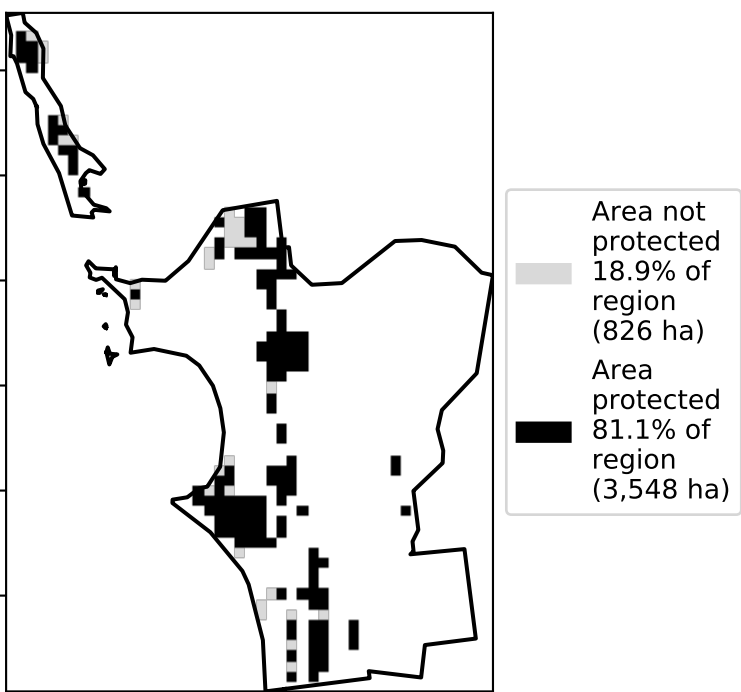 Area not
protected
18.9% of
region
(826 ha)
Area
protected
81.1% of
region
(3,548 ha)